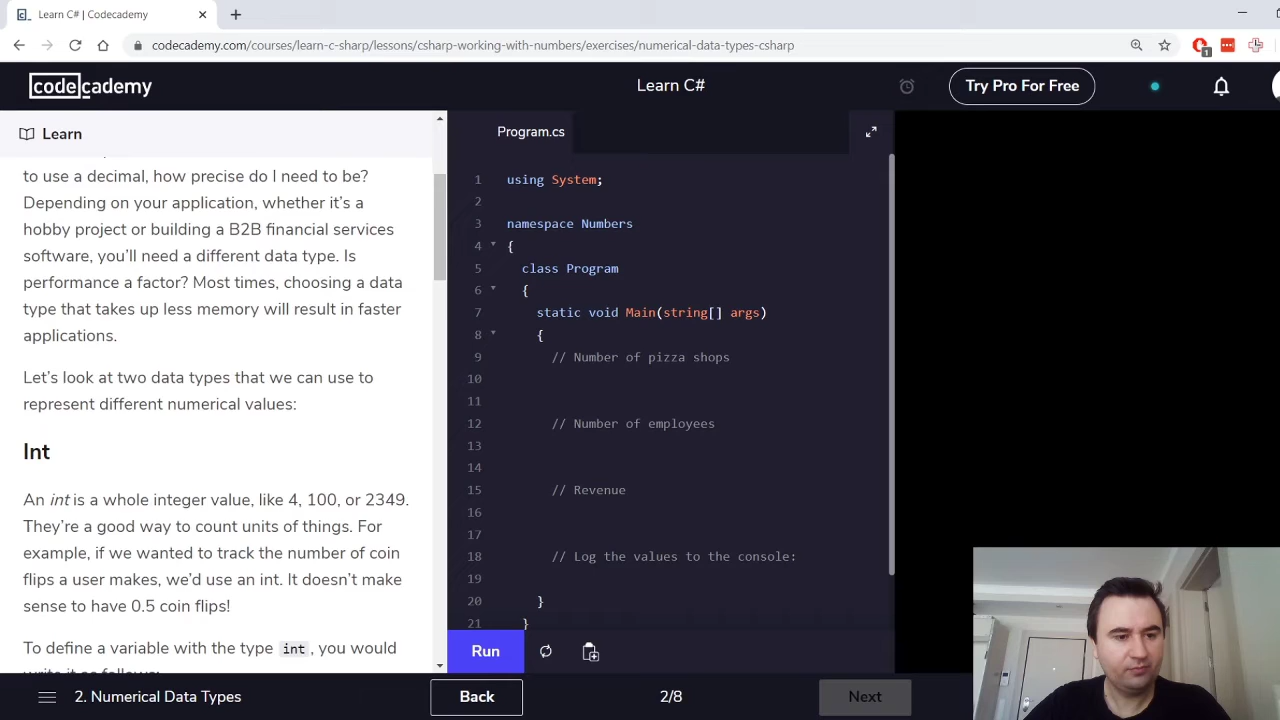 Learn C# | Codecademy
codecademy.com/courses/learn-c-sharp/lessons/csharp-working-with-numbers/exercises/numerical-data-types-csharp
1
codecademy
Learn C#
Try Pro For Free
Learn
to use a decimal, how precise do I need to be?
Depending on your application, whether it's a
hobby project or building a B2B financial services
software, you'll need a different data type. Is
performance a factor? Most times, choosing a data
type that takes up less memory will result in faster
applications.
Let's look at two data types that we can use to
represent different numerical values:
Int
An int is a whole integer value, like 4, 100, or 2349.
They're a good way to count units of things. For
example, if we wanted to track the number of coin
flips a user makes, we'd use an int. It doesn't make
sense to have 0.5 coin flips!
To define a variable with the type int, you would
write it as follows:
Program.cs
1 using System;
2
3 namespace Numbers
4 {
5 class Program
6 {
7 static void Main(string[] args)
8 {
9 // Number of pizza shops
10
11
12 // Number of employees
13
14
15 // Revenue
16
17
18 // Log the values to the console:
19
20 }
21 }
Run
2. Numerical Data Types
Back
2/8
Next